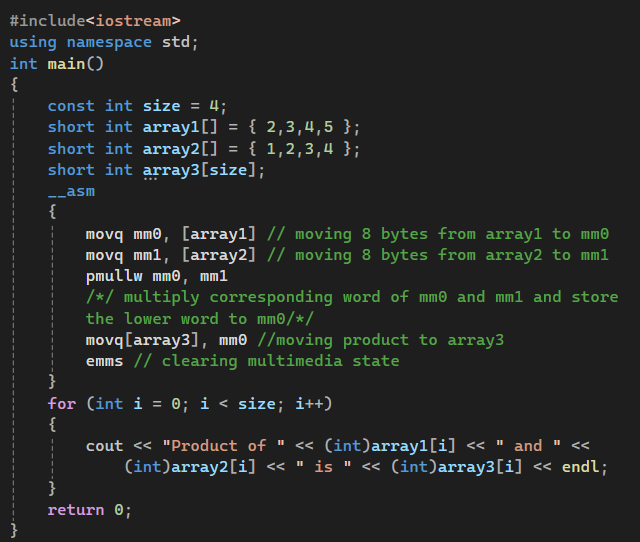 #include<iostream>
using namespace std;
int main()
{
    const int size = 4;
    short int array1[] = { 2,3,4,5 };
    short int array2[] = { 1,2,3,4 };
    short int array3[size];
    __asm
    {
        movq mm0, [array1] // moving 8 bytes from array1 to mm0
        movq mm1, [array2] // moving 8 bytes from array2 to mm1
        pmullw mm0, mm1
        /*/ multiply corresponding word of mm0 and mm1 and store
        the lower word to mm0/*/
        movq[array3], mm0 //moving product to array3
        emms // clearing multimedia state
    }
    for (int i = 0; i < size; i++)
    {
        cout << "Product of " << (int)array1[i] << " and " <<
            (int)array2[i] << " is " << (int)array3[i] << endl;
    }
    return 0;
}